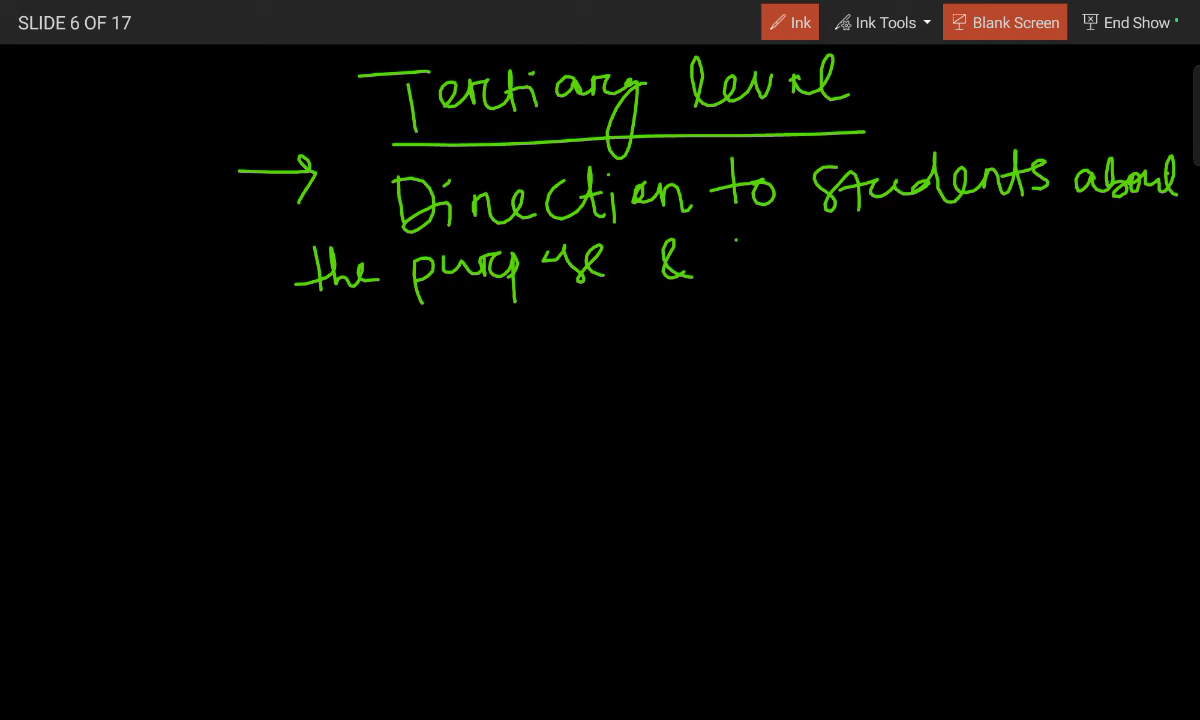 SLIDE 6 OF 17 Ink Ink Tools Blank Screen End Show
Tertiary level
→ Direction to students about
the purpose &